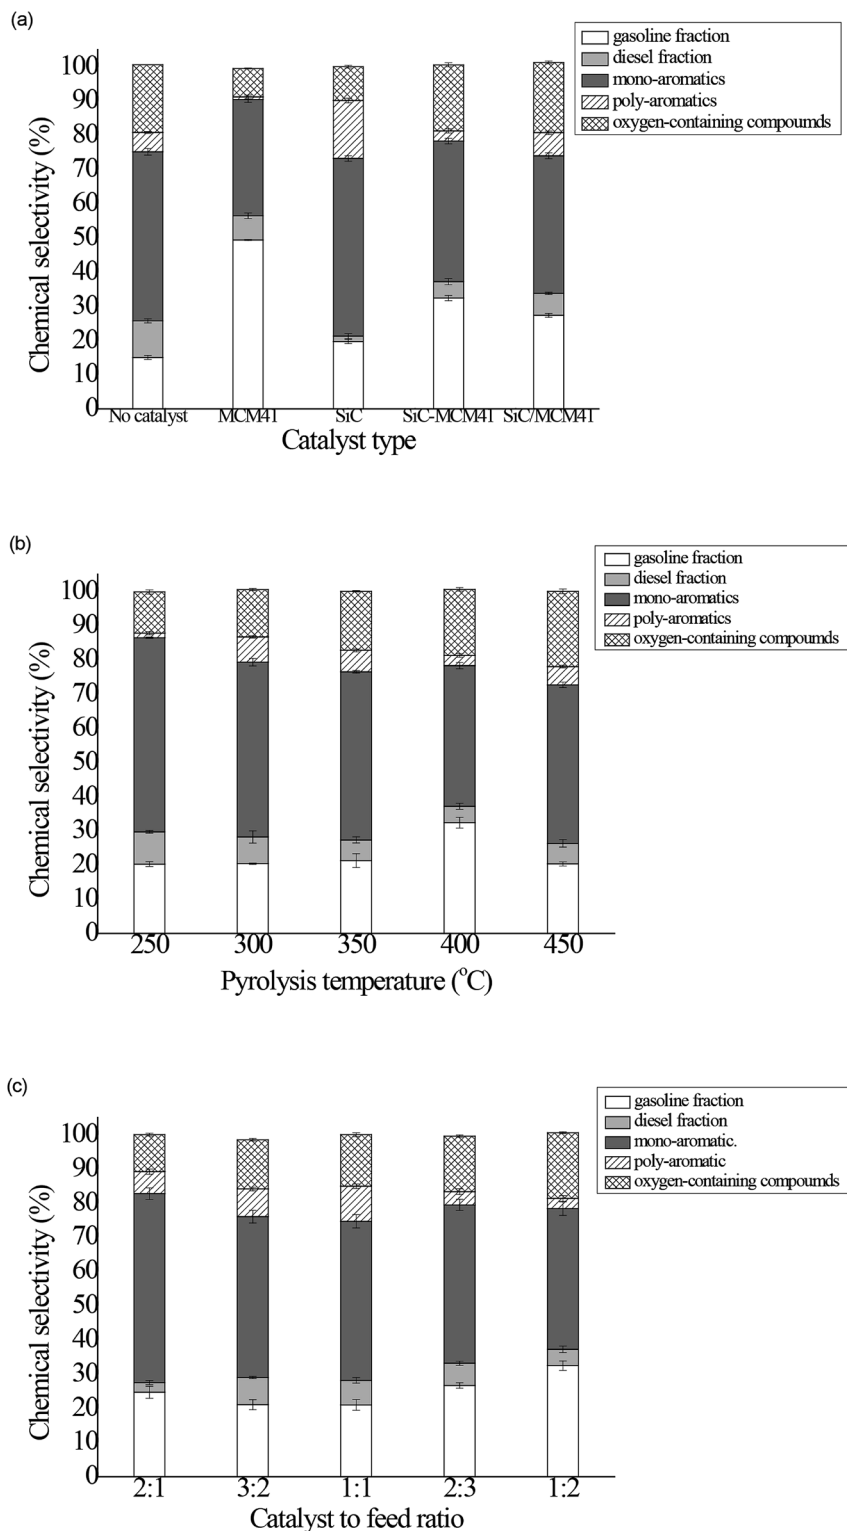 (a)
gasoline fraction
diesel fraction
mono-aromatics
poly-aromatics
oxygen-containing compoumds
Chemical selectivity (%)
100
90
80
70
60
50
40
30
20
10
0
No catalyst MCM41 SiC SiC-MCM41 SiC/MCM41
Catalyst type
(b)
gasoline fraction
diesel fraction
mono-aromatics
poly-aromatics
oxygen-containing compoumds
Chemical selectivity (%)
100
90
80
70
60
50
40
30
20
10
0
250 300 350 400 450
Pyrolysis temperature (°C)
(c)
gasoline fraction
diesel fraction
mono-aromatic.
poly-aromatic
oxygen-containing compoumds
Chemical selectivity (%)
100
90
80
70
60
50
40
30
20
10
0
2:1 3:2 1:1 2:3 1:2
Catalyst to feed ratio